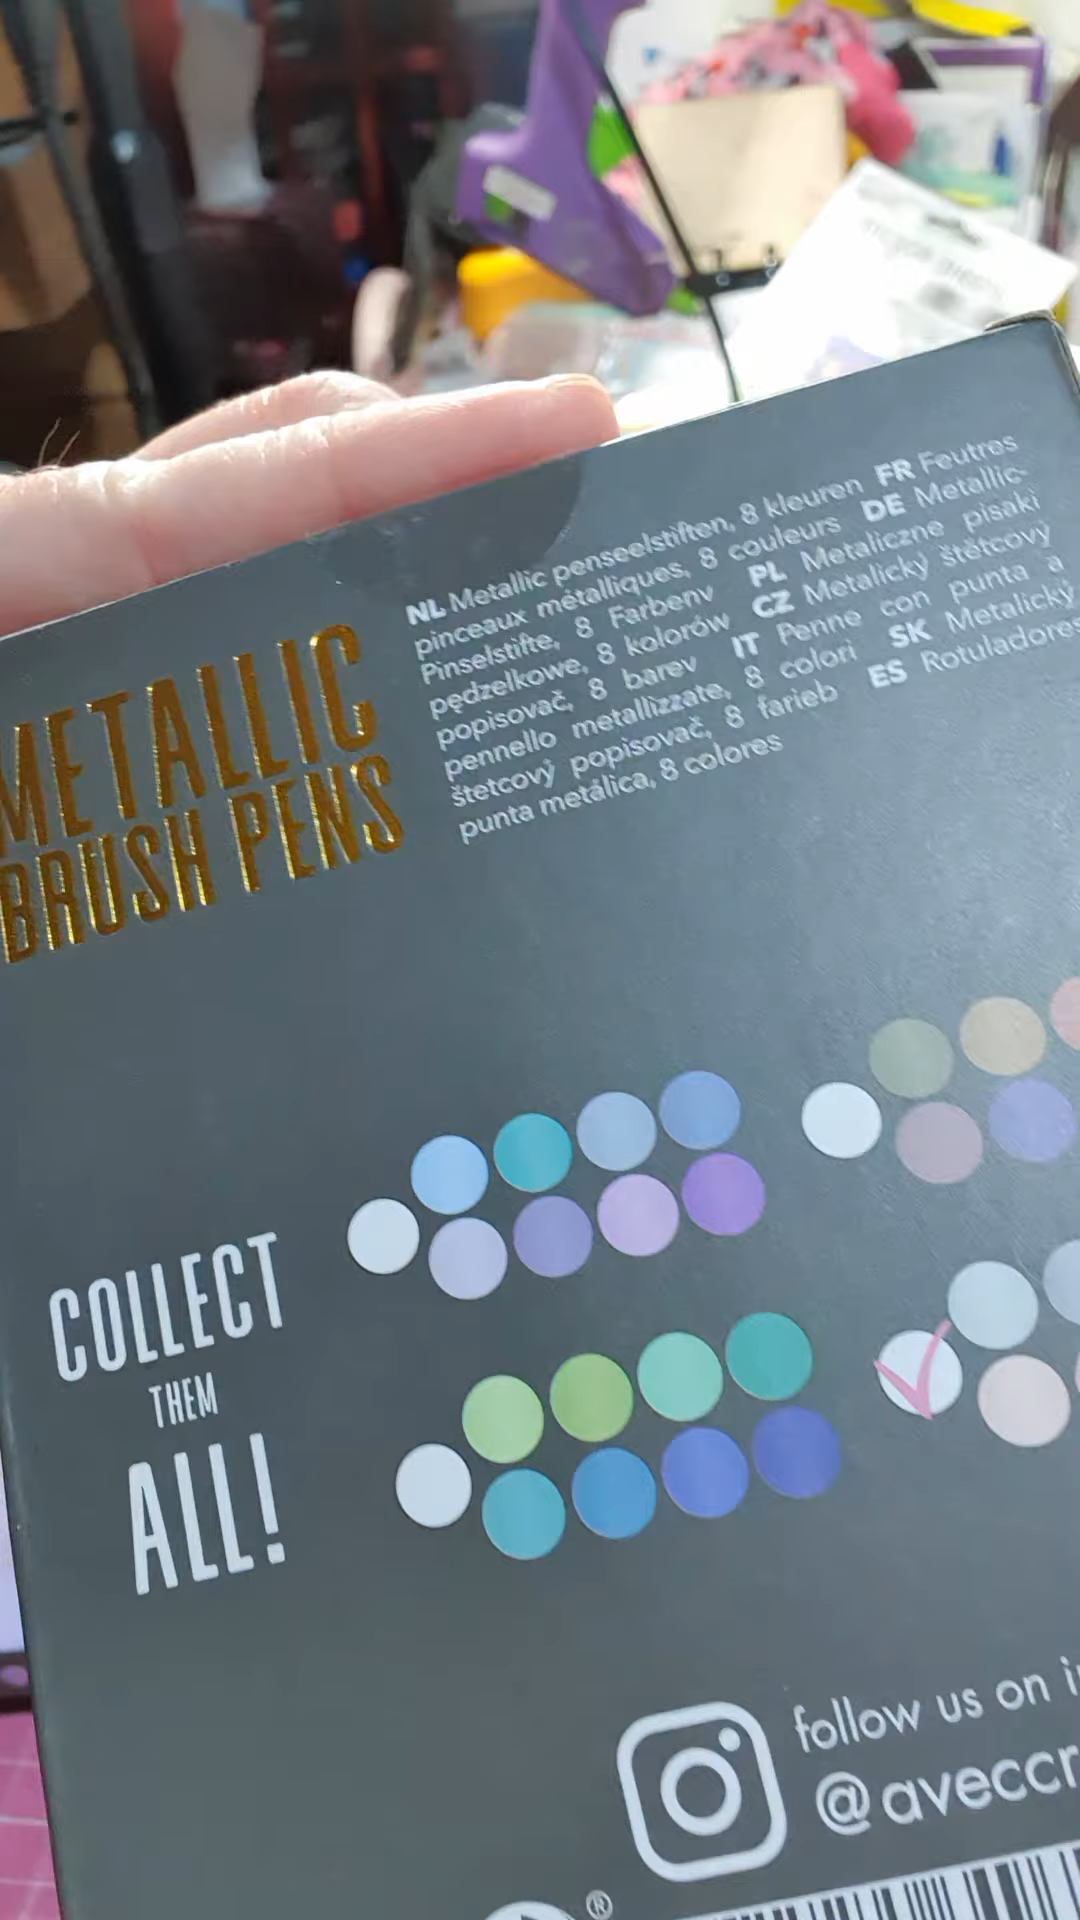 METALLIC
BRUSH PENS
NL Metallic penseelstiften, 8 kleuren FR Feutres
pinceaux métalliques, 8 couleurs DE Metallic-
Pinselstifte, 8 Farbenv PL Metaliczne pisaki
pędzelkowe, 8 kolorów CZ Metalický štětcový
popisovač, 8 barev IT Penne con punta a
pennello metallizzate, 8 colori SK Metalický
štetcový popisovač, 8 farieb ES Rotuladores
punta metálica, 8 colores
COLLECT
THEM
ALL!
follow us on
@aveccr
®